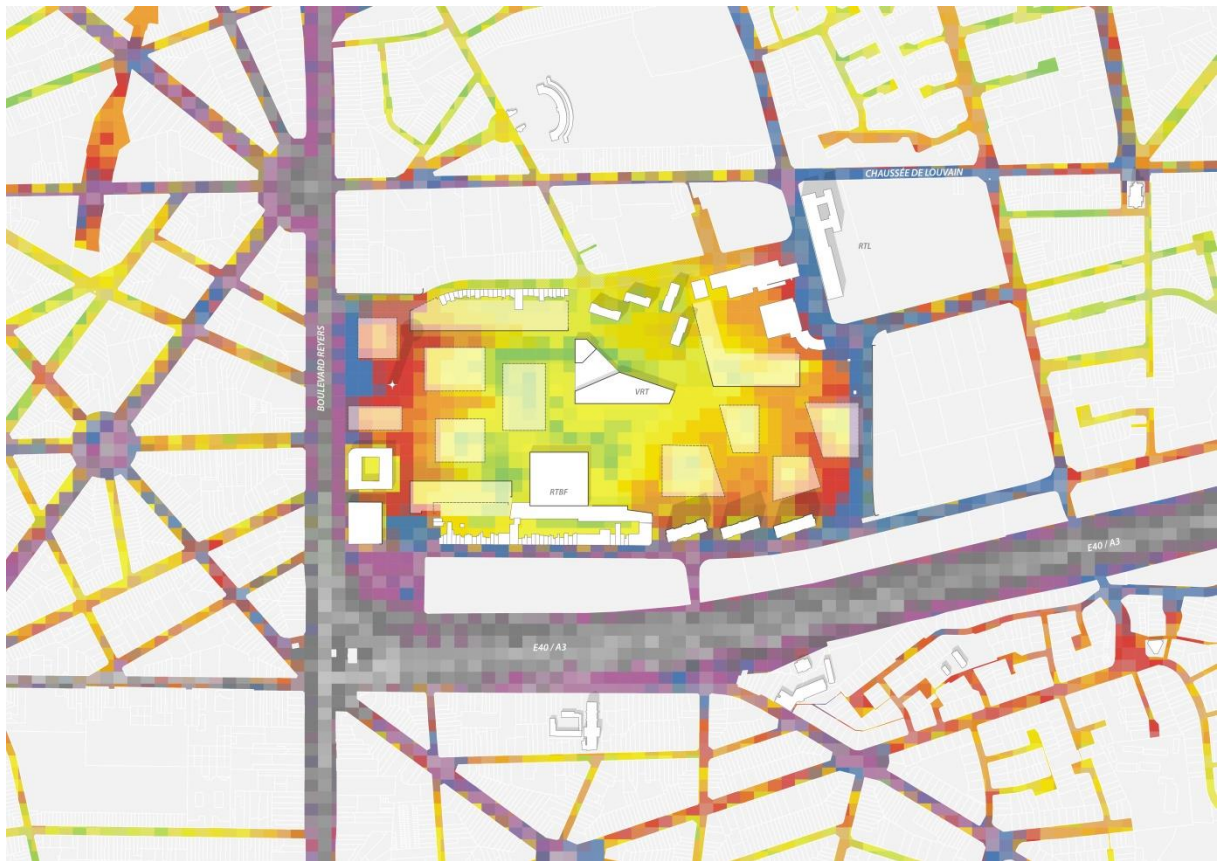 CHAUSSÉE DE LOUVAIN
RTL
BOULEVARD REYERS
VRT
RTBF
E40 / A3
E40 / A3